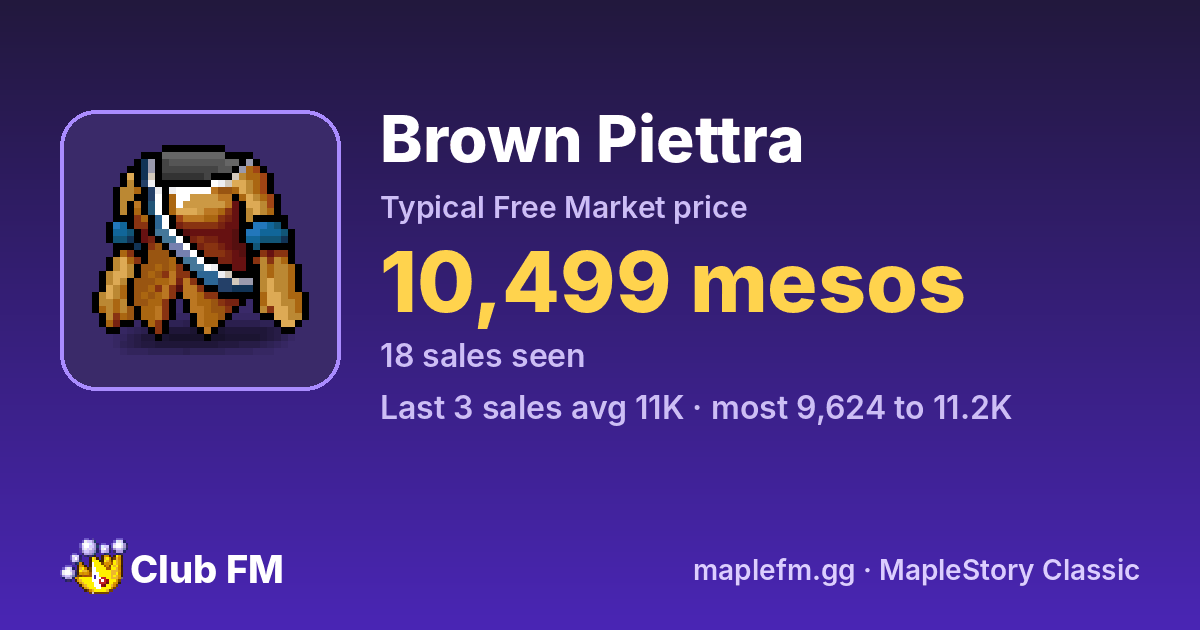 Brown Piettra
Typical Free Market price
10,499 mesos
18 sales seen
Last 3 sales avg 11K · most 9,624 to 11.2K
Club FM
maplefm.gg · MapleStory Classic